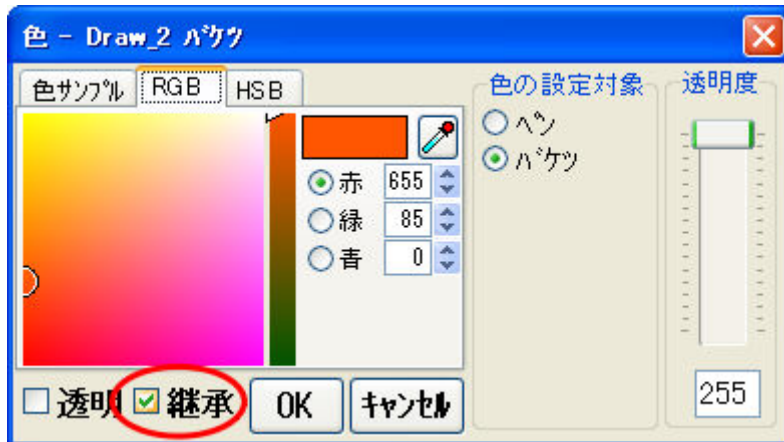 色 - Draw_2 ﾊﾞｹﾂ
色ｻﾝﾌﾟﾙ RGB HSB
赤 655
緑 85
青 0
色の設定対象
ﾍﾟﾝ
ﾊﾞｹﾂ
透明度
255
透明 継承 OK ｷｬﾝｾﾙ